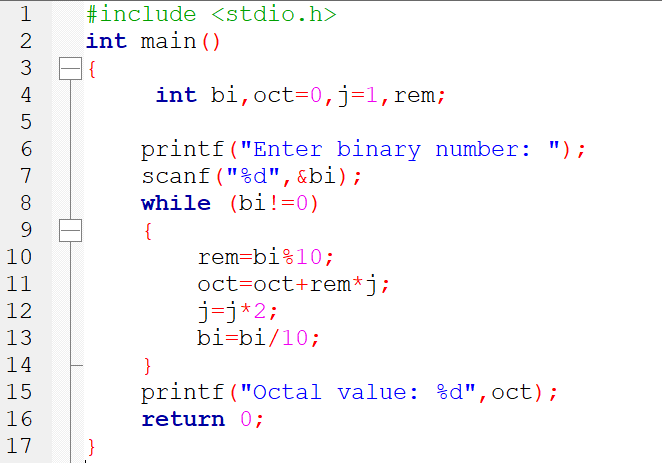 1 #include <stdio.h>
2 int main()
3 {
4 int bi,oct=0,j=1,rem;
5
6 printf("Enter binary number: ");
7 scanf("%d",&bi);
8 while (bi!=0)
9 {
10 rem=bi%10;
11 oct=oct+rem*j;
12 j=j*2;
13 bi=bi/10;
14 }
15 printf("Octal value: %d",oct);
16 return 0;
17 }